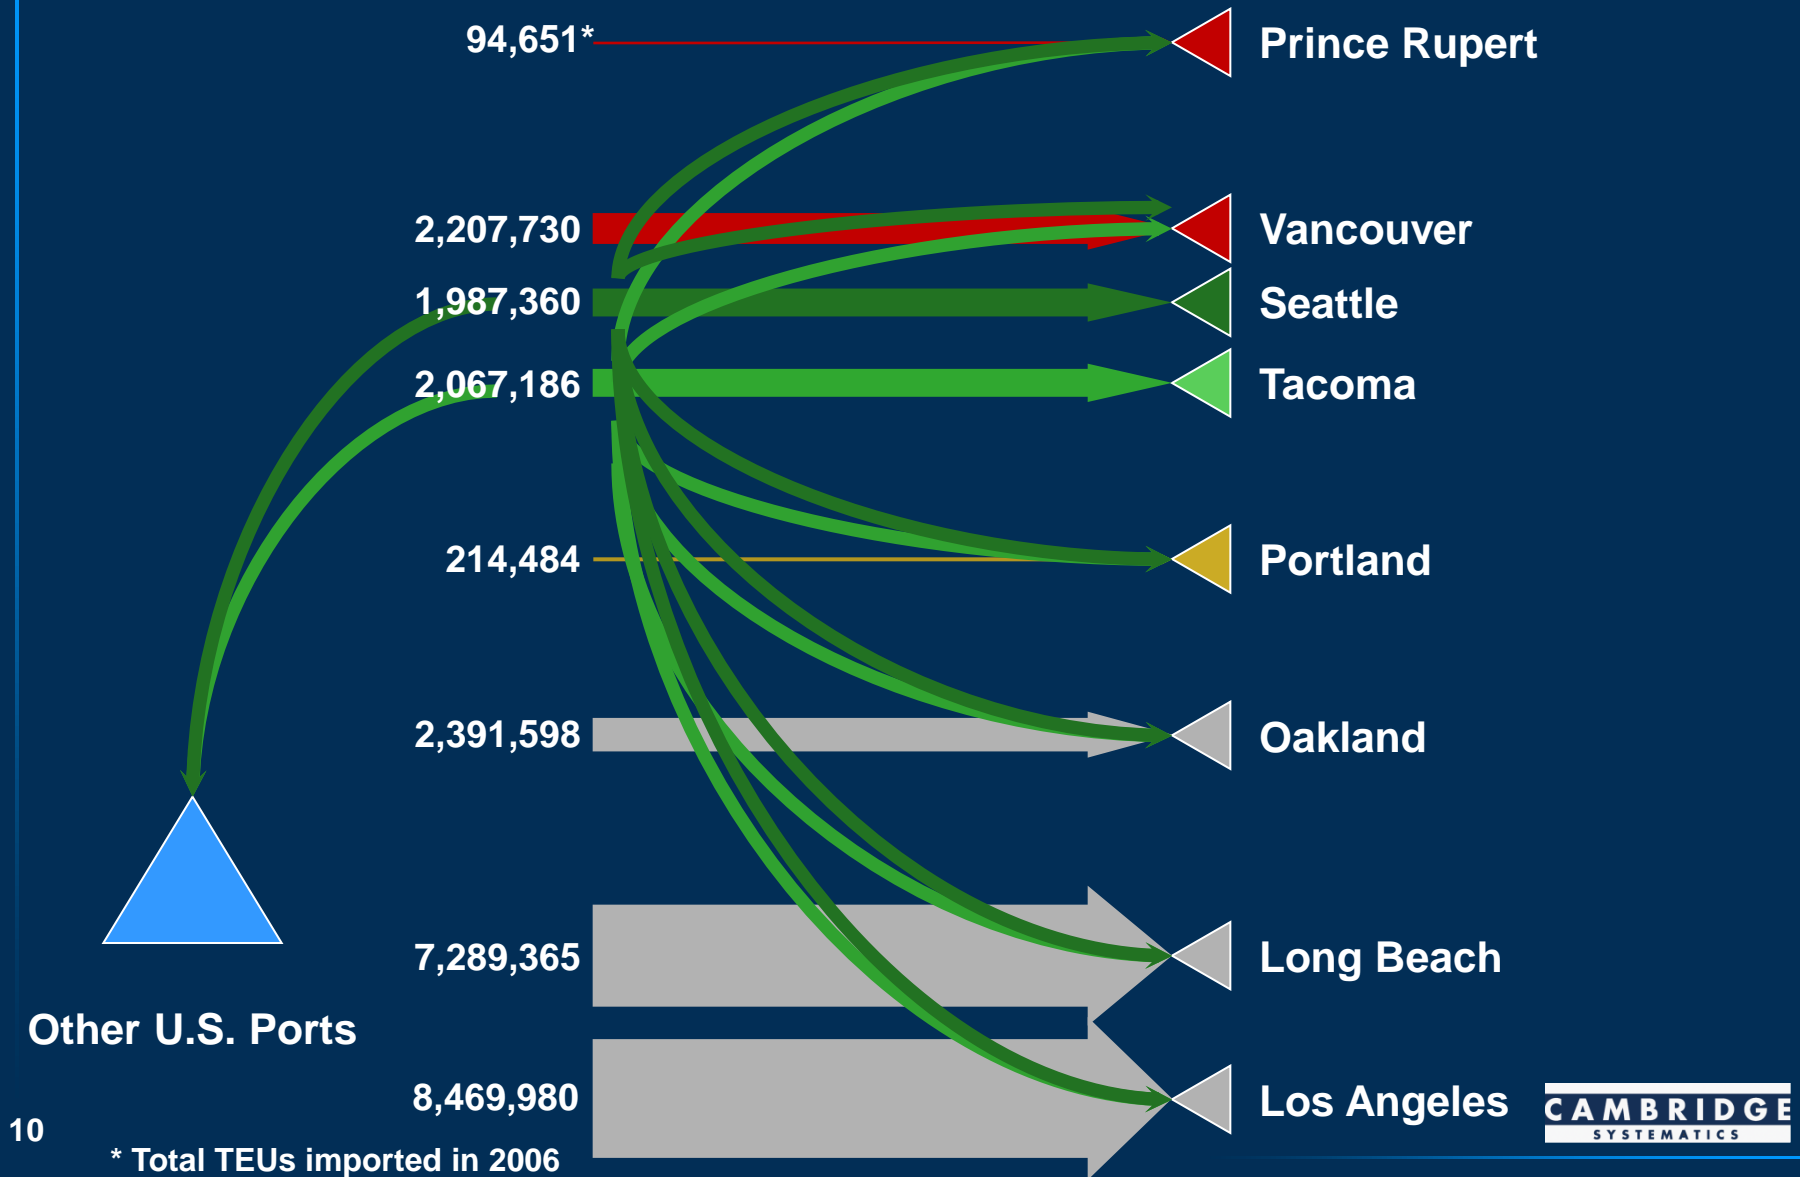 94,651* Prince Rupert
2,207,730 Vancouver
1,987,360 Seattle
2,067,186 Tacoma
214,484 Portland
2,391,598 Oakland
7,289,365 Long Beach
Other U.S. Ports
8,469,980 Los Angeles
CAMBRIDGE
SYSTEMATICS
10
* Total TEUs imported in 2006